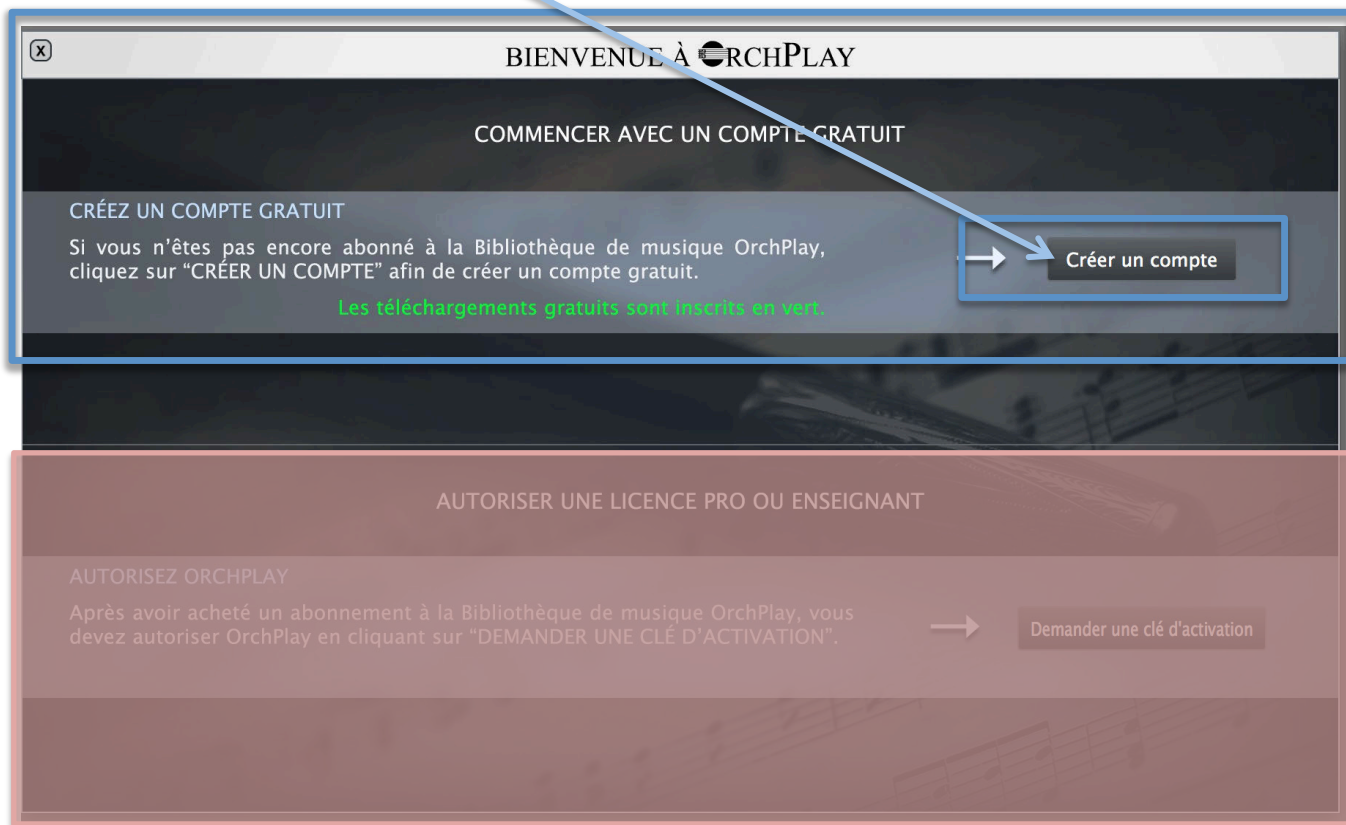 X
BIENVENUE À ORCHPLAY
COMMENCER AVEC UN COMPTE GRATUIT
CRÉEZ UN COMPTE GRATUIT
Si vous n'êtes pas encore abonné à la Bibliothèque de musique OrchPlay,
cliquez sur “CRÉER UN COMPTE” afin de créer un compte gratuit.
Créer un compte
Les téléchargements gratuits sont inscrits en vert.
AUTORISER UNE LICENCE PRO OU ENSEIGNANT
AUTORISEZ ORCHPLAY
Après avoir acheté un abonnement à la Bibliothèque de musique OrchPlay, vous
devez autoriser OrchPlay en cliquant sur “DEMANDER UNE CLÉ D'ACTIVATION”.
Demander une clé d'activation